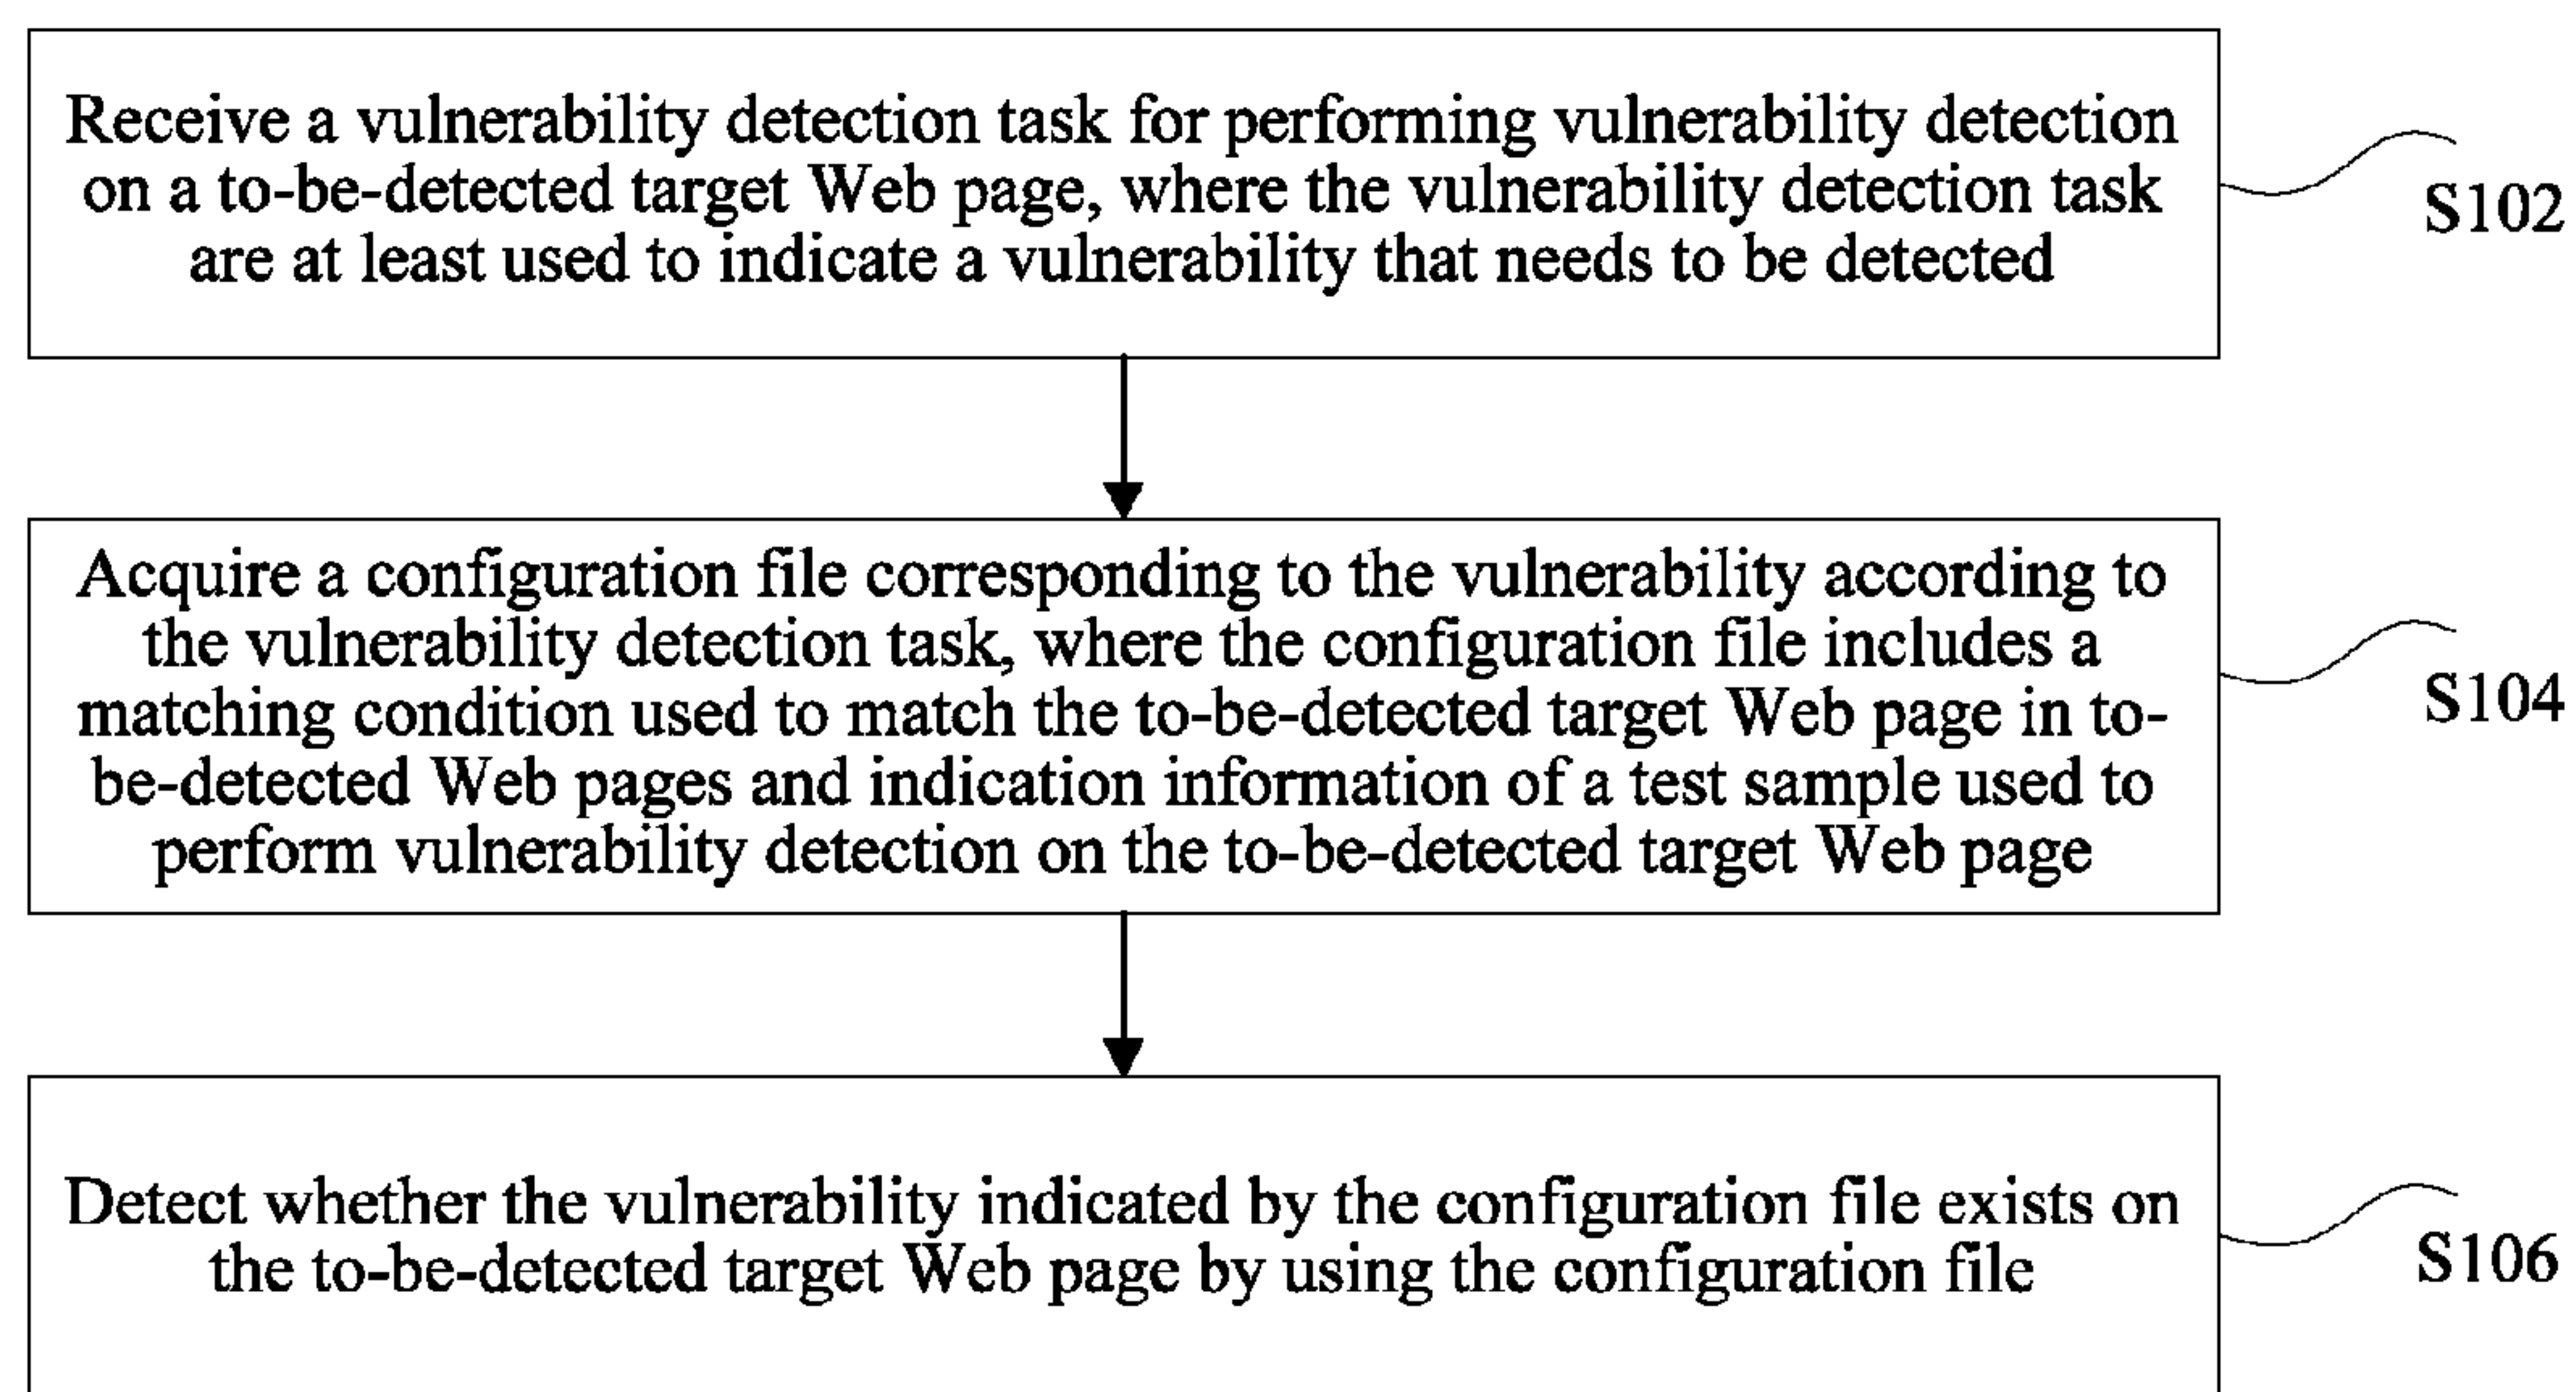 Receive a vulnerability detection task for performing vulnerability detection
on a to-be-detected target Web page, where the vulnerability detection task
are at least used to indicate a vulnerability that needs to be detected
S102
Acquire a configuration file corresponding to the vulnerability according to
the vulnerability detection task, where the configuration file includes a
matching condition used to match the to-be-detected target Web page in to-
be-detected Web pages and indication information of a test sample used to
perform vulnerability detection on the to-be-detected target Web page
S104
Detect whether the vulnerability indicated by the configuration file exists on
the to-be-detected target Web page by using the configuration file
S106